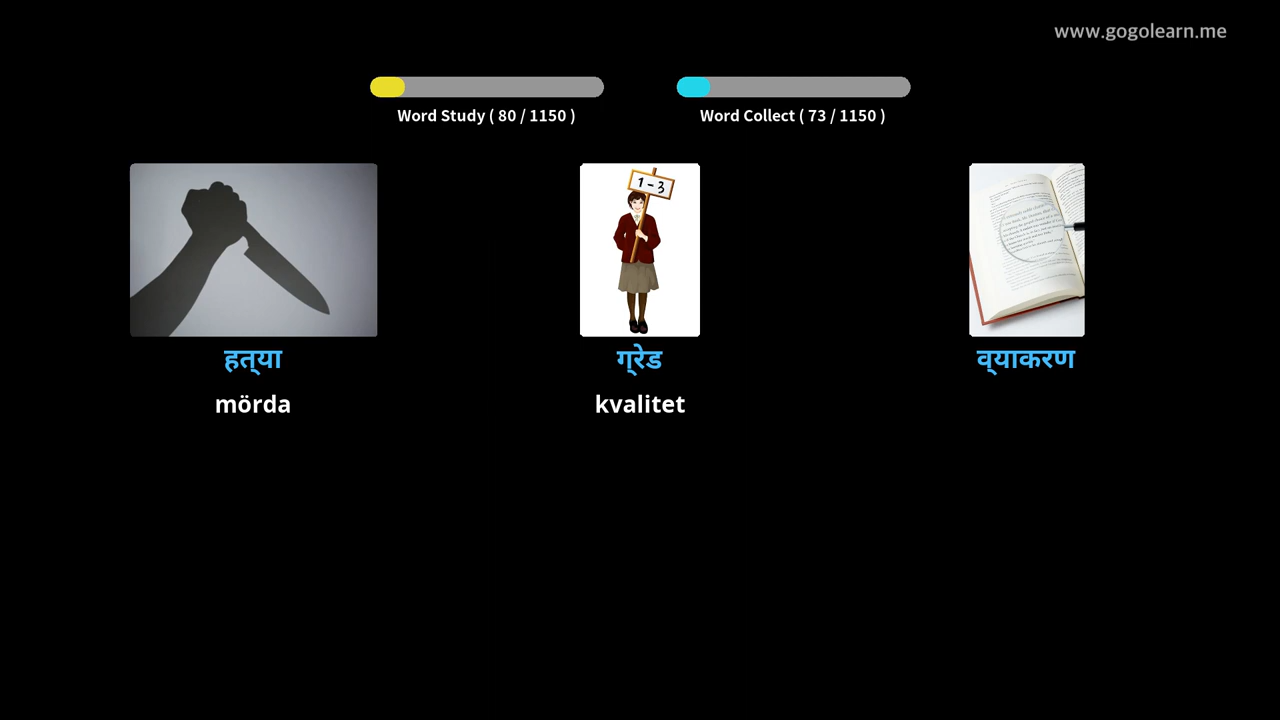 www.gogolearn.me
Word Study ( 80 / 1150 )
Word Collect ( 73 / 1150 )
1 - 3
हत्या
ग्रेड
व्याकरण
mörda
kvalitet